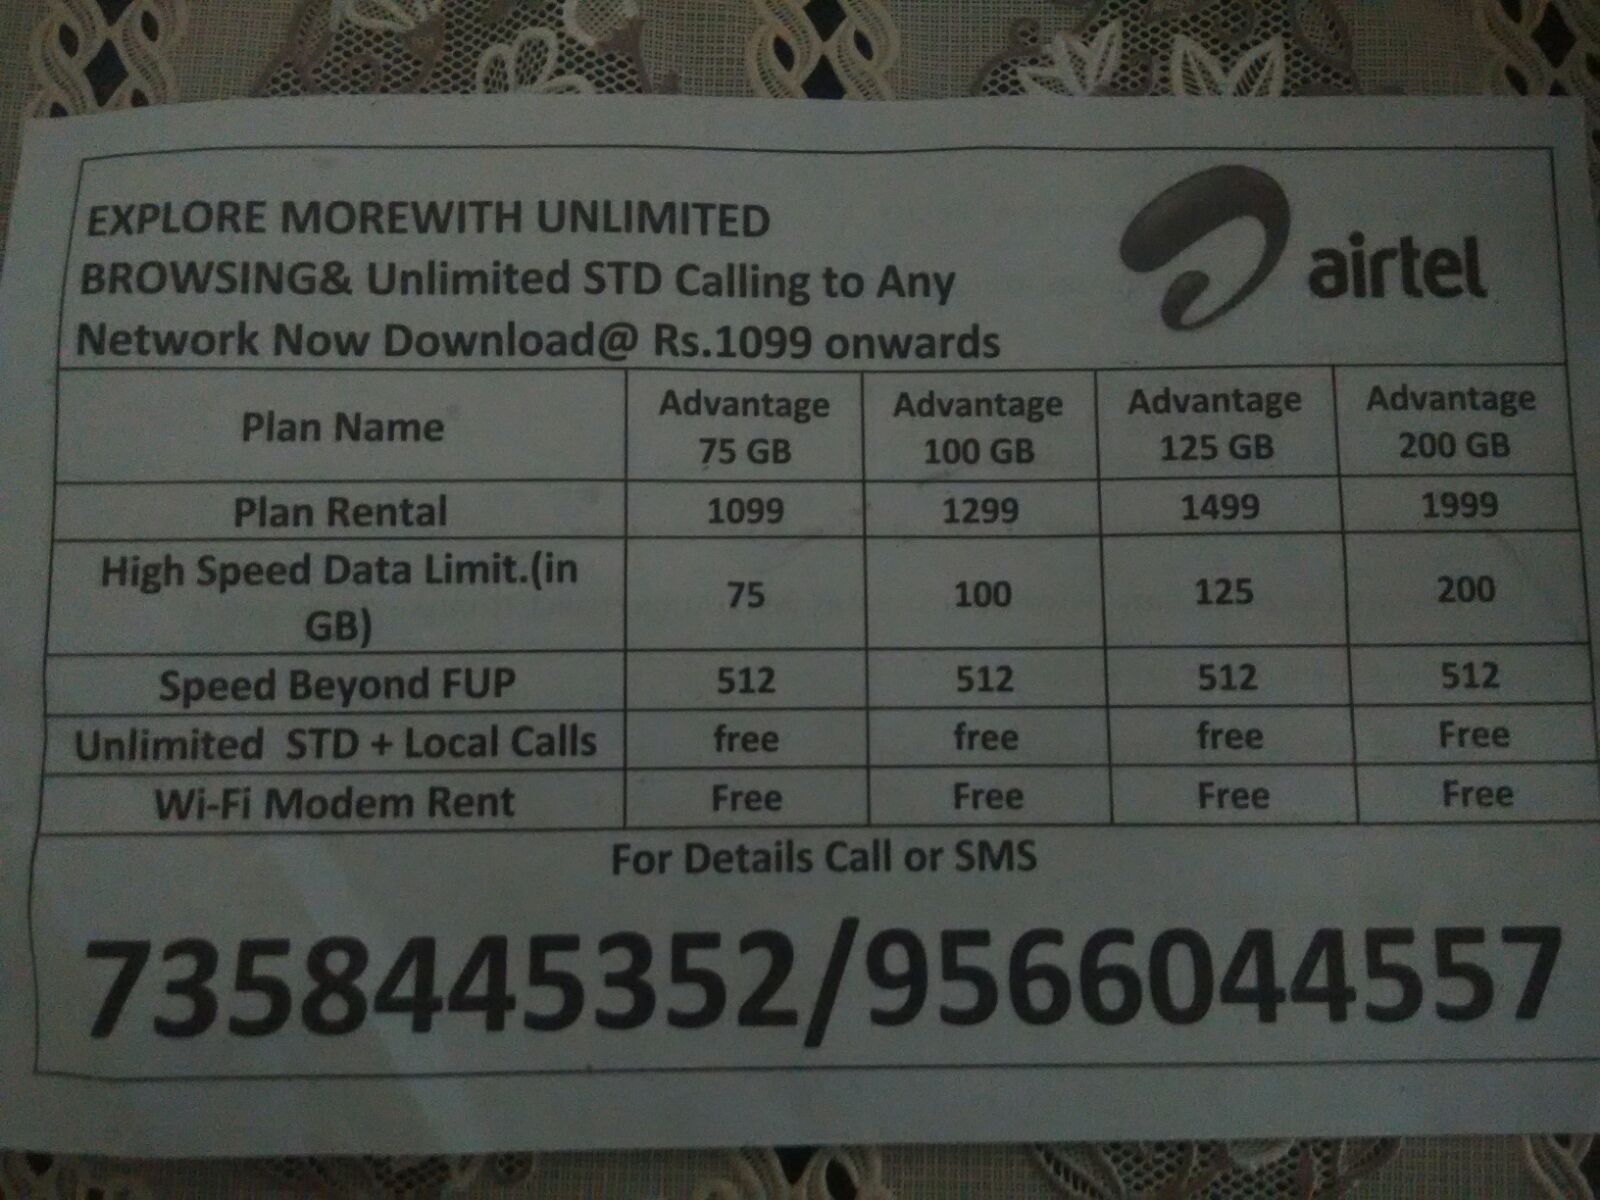 EXPLORE MOREWITH UNLIMITED
BROWSING& Unlimited STD Calling to Any
Network Now Download@ Rs.1099 onwards
airtel
Plan Name Advantage 75 GB Advantage 100 GB Advantage 125 GB Advantage 200 GB
Plan Rental 1099 1299 1499 1999
High Speed Data Limit.(in GB) 75 100 125 200
Speed Beyond FUP 512 512 512 512
Unlimited STD + Local Calls free free free Free
Wi-Fi Modem Rent Free Free Free Free
For Details Call or SMS
7358445352/9566044557